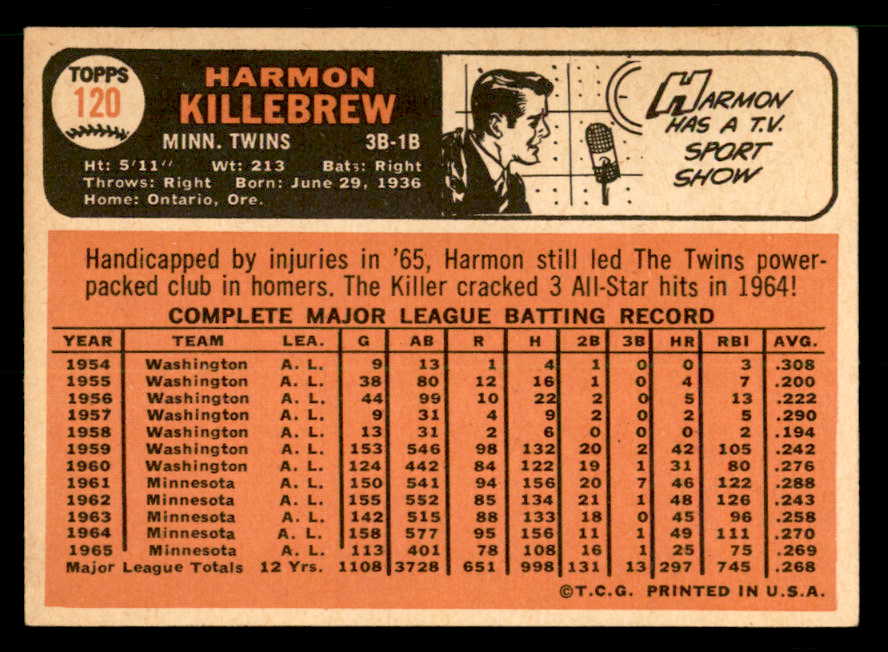 TOPPS
120
HARMON
KILLEBREW
MINN. TWINS 3B-1B
Ht: 5'11" Wt: 213 Bats: Right
Throws: Right Born: June 29, 1936
Home: Ontario, Ore.
HARMON
HAS A T.V.
SPORT
SHOW
Handicapped by injuries in '65, Harmon still led The Twins power-
packed club in homers. The Killer cracked 3 All-Star hits in 1964!
COMPLETE MAJOR LEAGUE BATTING RECORD
YEAR TEAM LEA. G AB R H 2B 3B HR RBI AVG.
1954 Washington A. L. 9 13 1 4 1 0 0 3 .308
1955 Washington A. L. 38 80 12 16 1 0 4 7 .200
1956 Washington A. L. 44 99 10 22 2 0 5 13 .222
1957 Washington A. L. 9 31 4 9 2 0 2 5 .290
1958 Washington A. L. 13 31 2 6 0 0 0 2 .194
1959 Washington A. L. 153 546 98 132 20 2 42 105 .242
1960 Washington A. L. 124 442 84 122 19 1 31 80 .276
1961 Minnesota A. L. 150 541 94 156 20 7 46 122 .288
1962 Minnesota A. L. 155 552 85 134 21 1 48 126 .243
1963 Minnesota A. L. 142 515 88 133 18 0 45 96 .258
1964 Minnesota A. L. 158 577 95 156 11 1 49 111 .270
1965 Minnesota A. L. 113 401 78 108 16 1 25 75 .269
Major League Totals 12 Yrs. 1108 3728 651 998 131 13 297 745 .268
©T.C.G. PRINTED IN U.S.A.